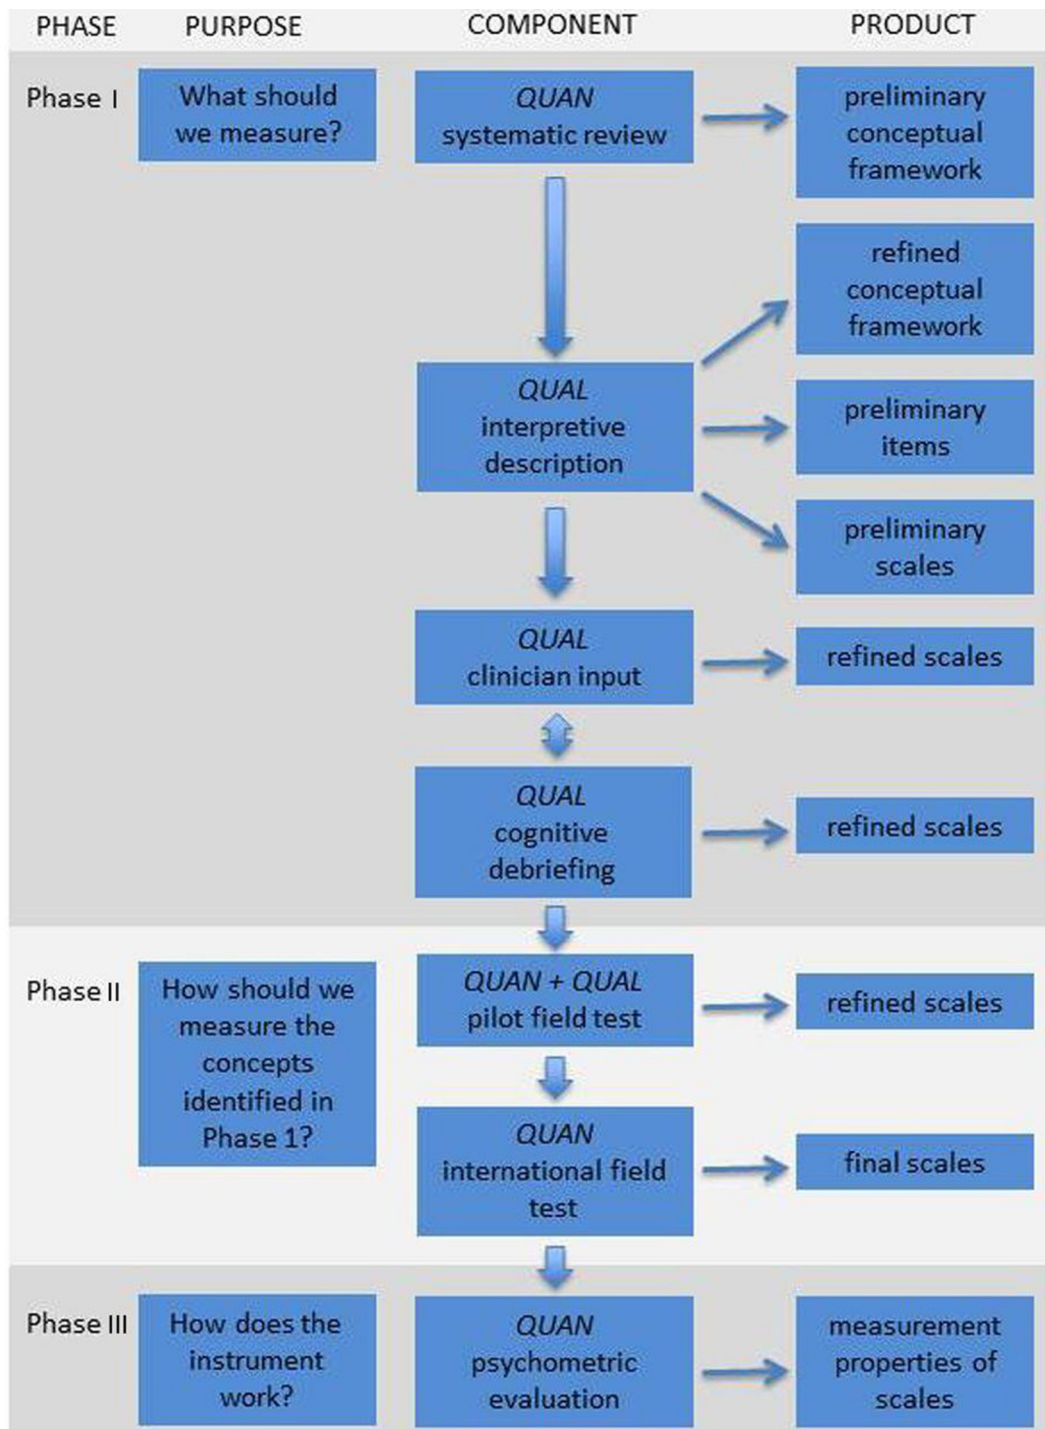 PHASE PURPOSE COMPONENT PRODUCT
Phase I
What should
we measure?
QUAN
systematic review
preliminary
conceptual
framework
refined
conceptual
framework
QUAL
interpretive
description
preliminary
items
preliminary
scales
QUAL
clinician input
refined scales
QUAL
cognitive
debriefing
refined scales
Phase II
How should we
measure the
concepts
identified in
Phase 1?
QUAN + QUAL
pilot field test
refined scales
QUAN
international field
test
final scales
Phase III
How does the
instrument
work?
QUAN
psychometric
evaluation
measurement
properties of
scales